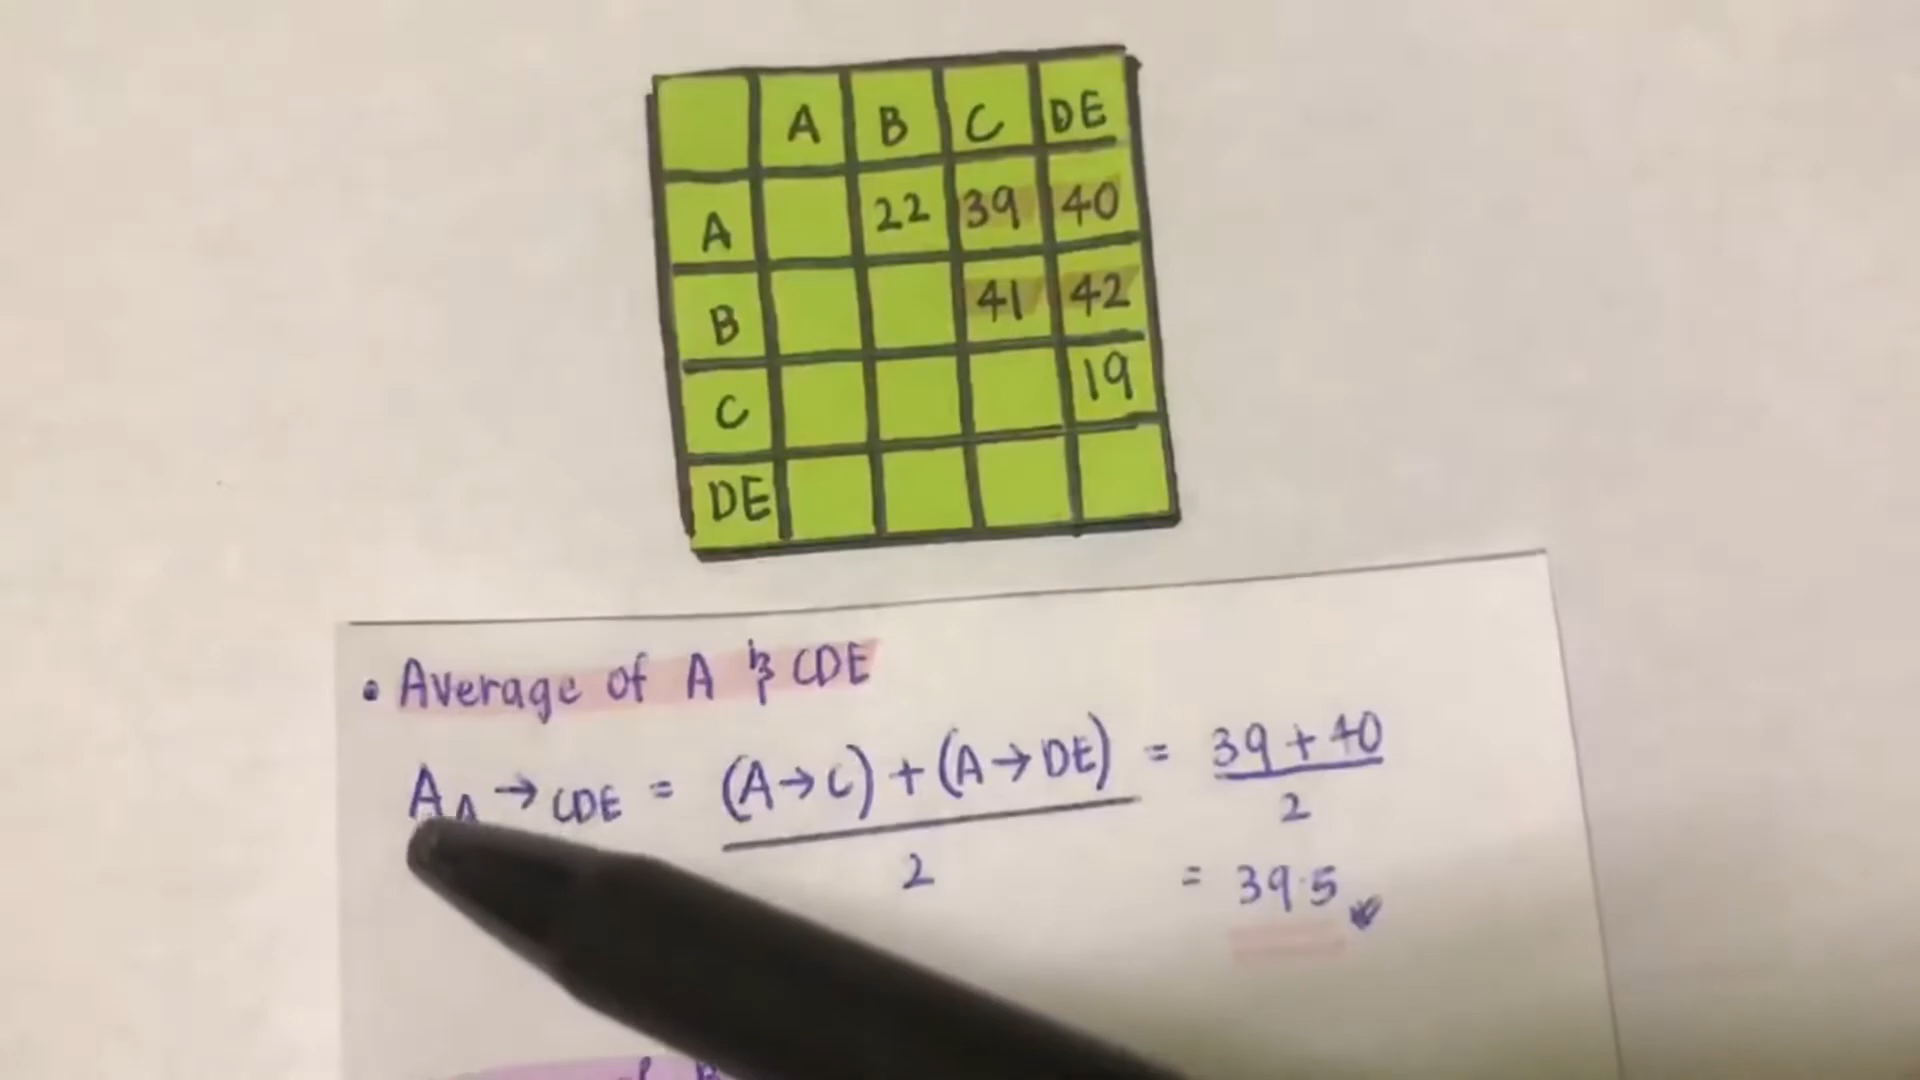 A B C DE
A 22 39 40
B 41 42
C 19
DE
• Average of A & CDE
A A → CDE = (A→C) + (A→DE) / 2 = 39 + 40 / 2
= 39.5